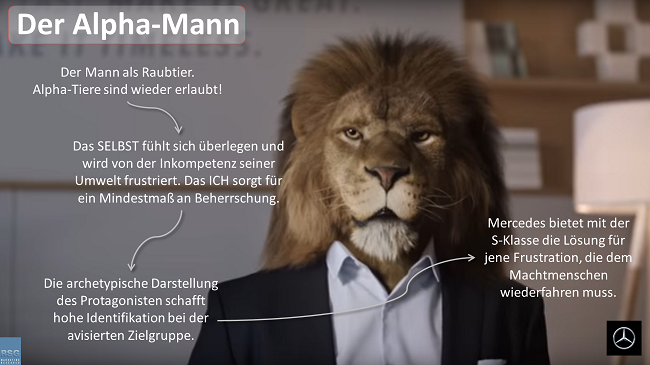 Der Alpha-Mann
Der Mann als Raubtier.
Alpha-Tiere sind wieder erlaubt!
Das SELBST fühlt sich überlegen und
wird von der Inkompetenz seiner
Umwelt frustriert. Das ICH sorgt für
ein Mindestmaß an Beherrschung.
Die archetypische Darstellung
des Protagonisten schafft
hohe Identifikation bei der
avisierten Zielgruppe.
Mercedes bietet mit der
S-Klasse die Lösung für
jene Frustration, die dem
Machtmenschen
wiederfahren muss.